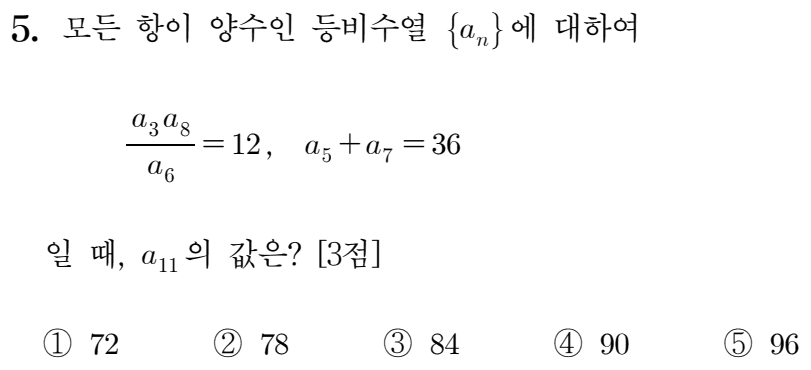 5. 모든 항이 양수인 등비수열 {aₙ}에 대하여
a₃a₈/a₆ = 12, a₅+a₇ = 36
일 때, a₁₁의 값은? [3점]
① 72 ② 78 ③ 84 ④ 90 ⑤ 96